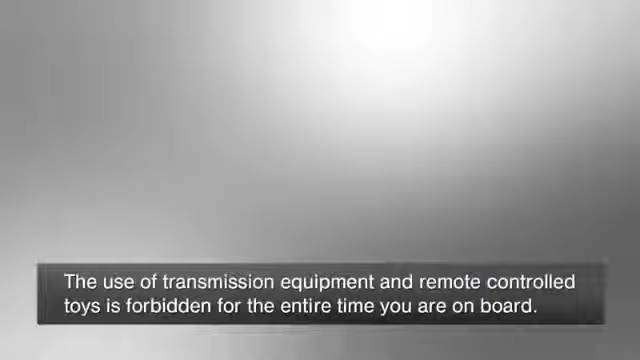 The use of transmission equipment and remote controlled
toys is forbidden for the entire time you are on board.